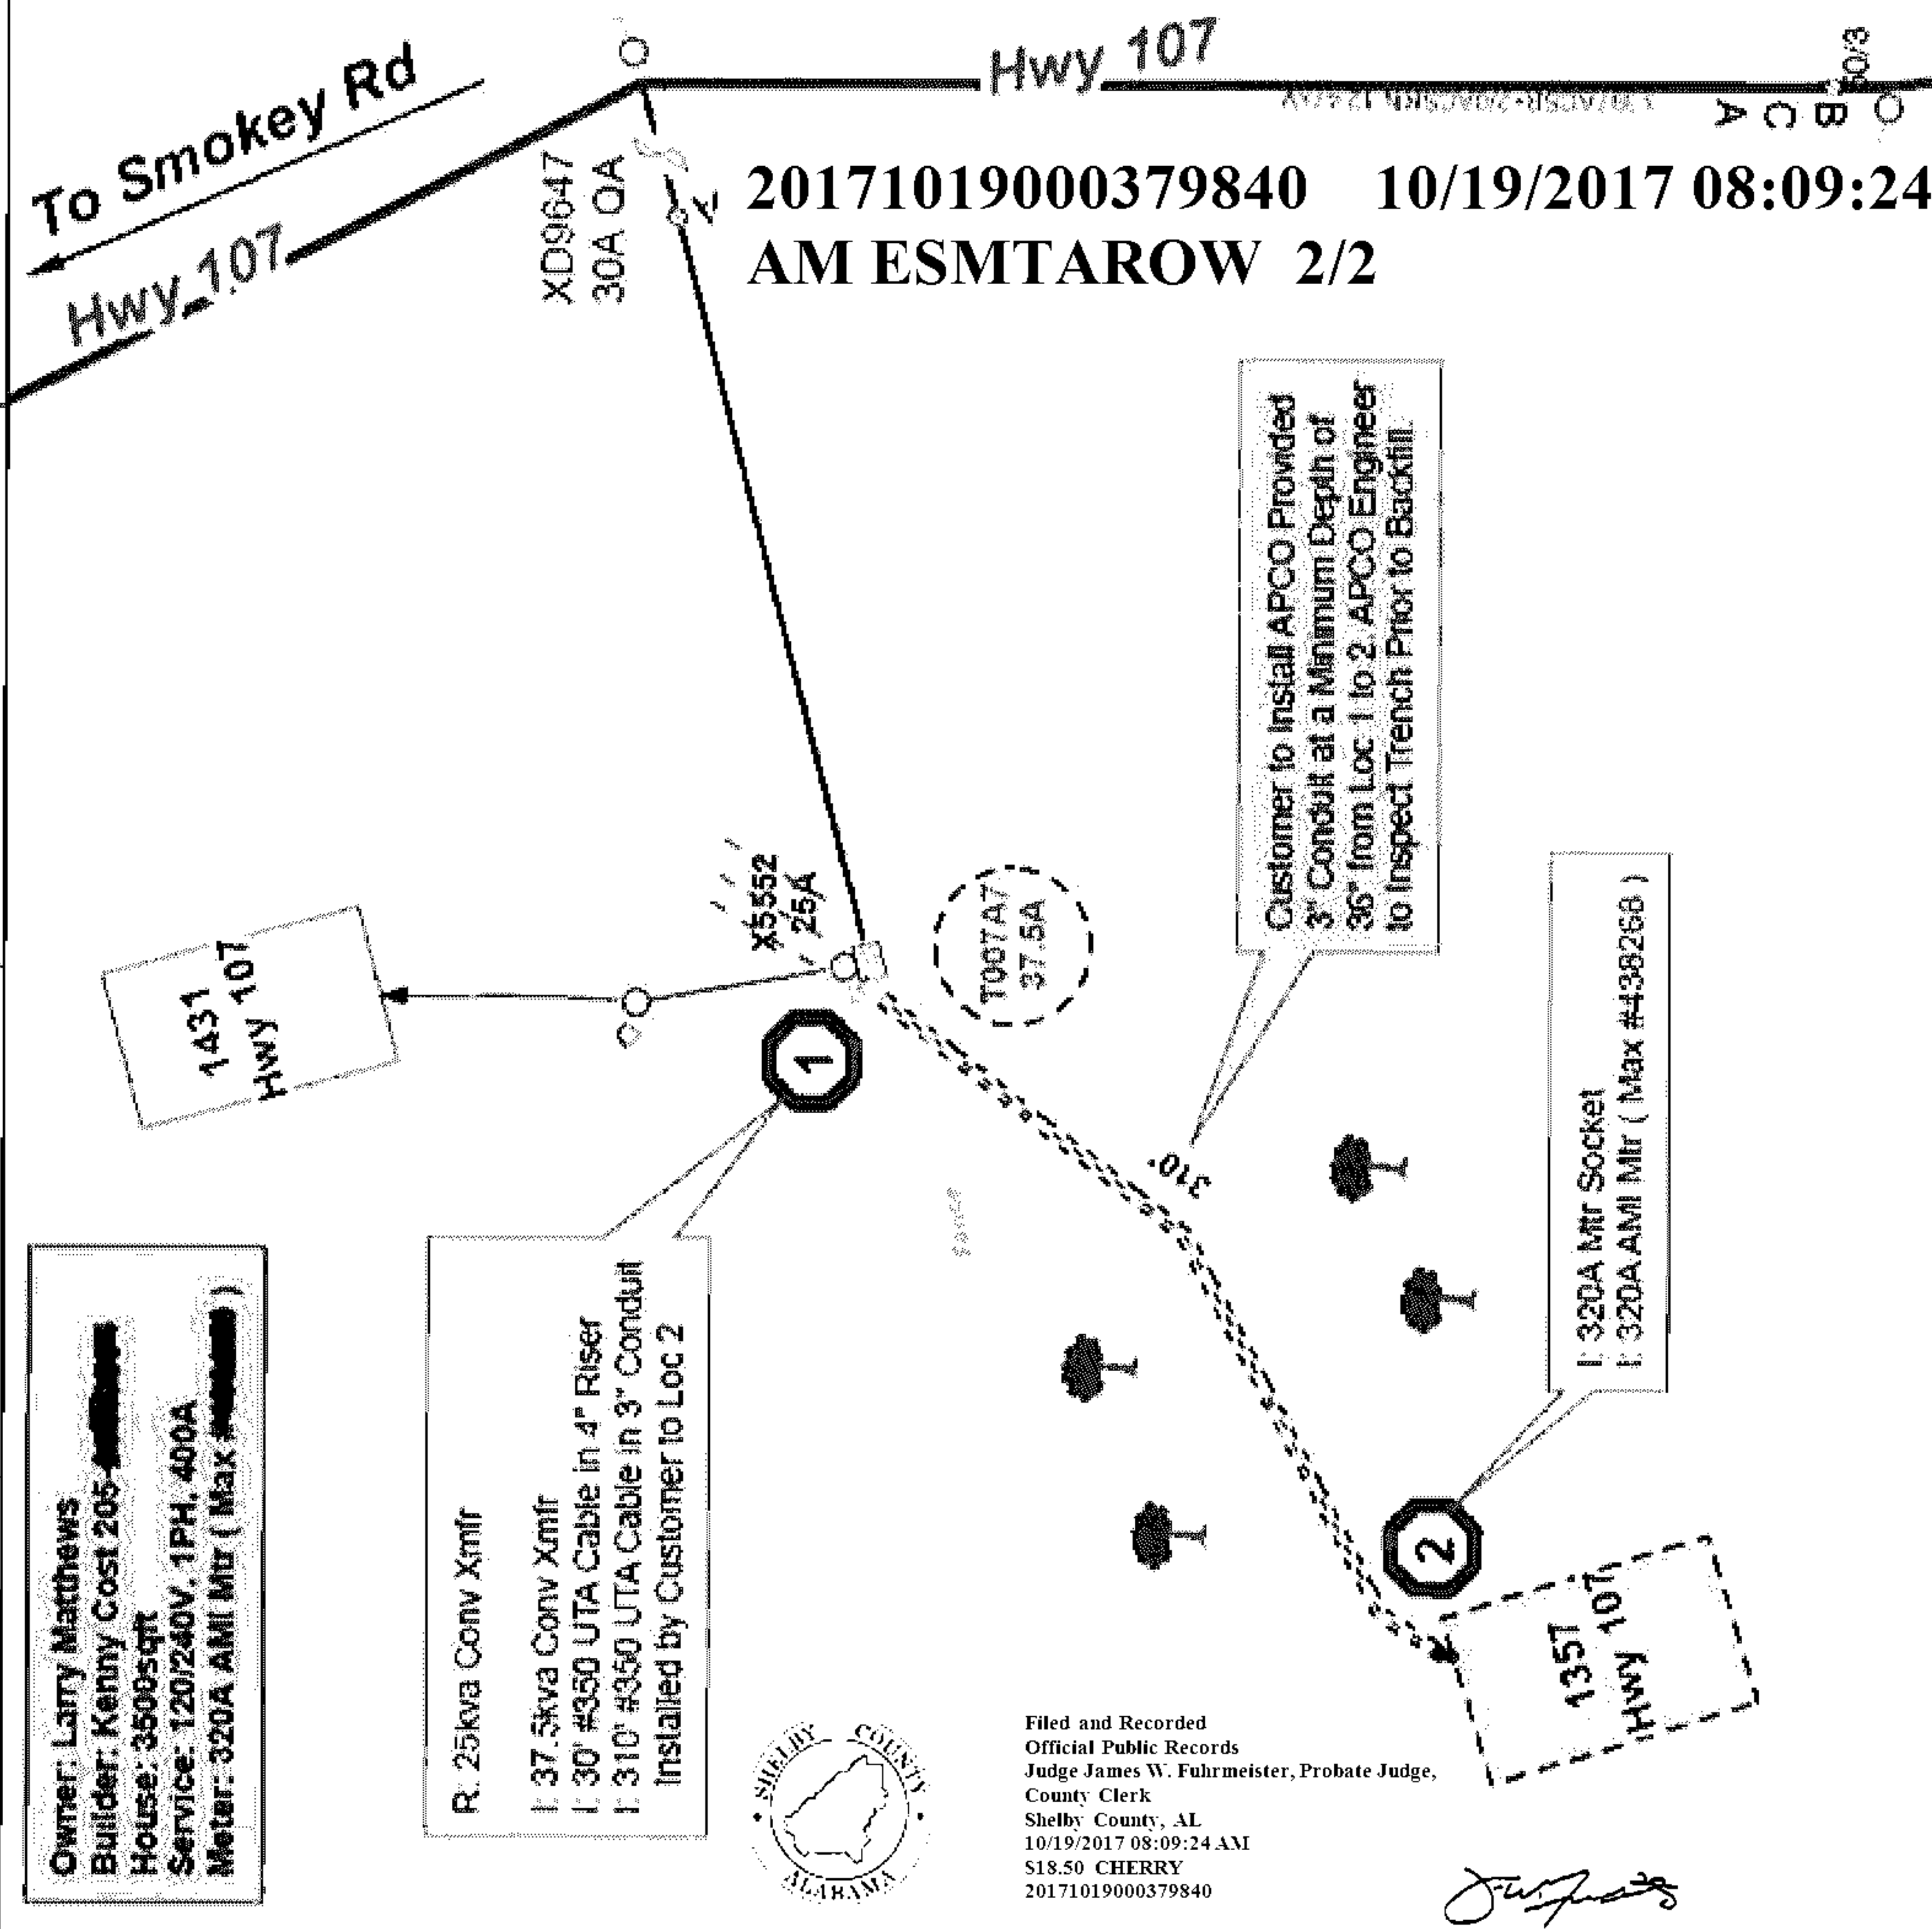 To Smokey Rd
Hwy 107
Hwy 107
XD9647
30A QA
A
C
B
20171019000379840 10/19/2017 08:09:24
AM ESMTAROW 2/2
Customer to Install APCO Provided
3" Conduit at a Minimum Depth of
36" from Loc 1 to 2. APCO Engineer
to Inspect Trench Prior to Backfill.
X5552
25A
T007A7
37.5A
1431
Hwy 107
1
310'
I: 320A Mtr Socket
I: 320A AMI Mtr ( Max #438268 )
Owner: Larry Matthews
Builder: Kenny Cost 205-
House: 3500sqft
Service: 120/240V, 1PH, 400A
Meter: 320A AMI Mtr ( Max )
R: 25kva Conv Xmfr
I: 37.5kva Conv Xmfr
I: 30' #350 UTA Cable in 4" Riser
I: 310' #350 UTA Cable in 3" Conduit
Installed by Customer to Loc 2
2
1357
Hwy 107
SHELBY COUNTY
ALABAMA
Filed and Recorded
Official Public Records
Judge James W. Fuhrmeister, Probate Judge,
County Clerk
Shelby County, AL
10/19/2017 08:09:24 AM
$18.50 CHERRY
20171019000379840